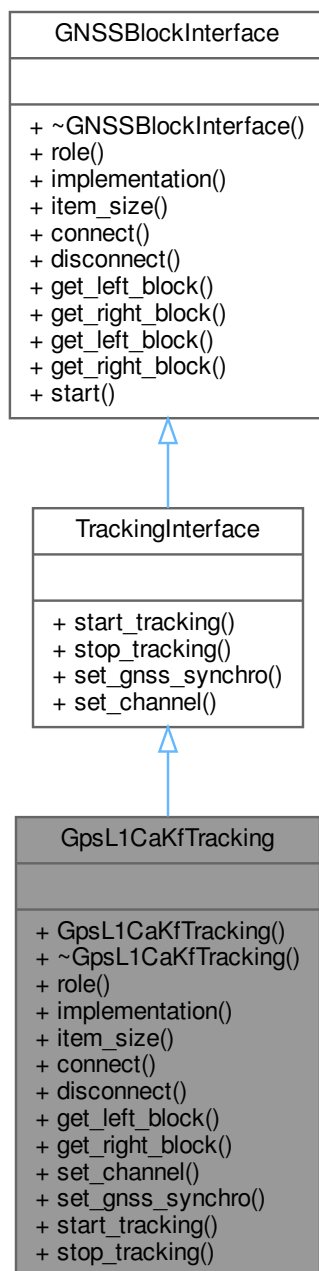 GNSSBlockInterface
+ ~GNSSBlockInterface()
+ role()
+ implementation()
+ item_size()
+ connect()
+ disconnect()
+ get_left_block()
+ get_right_block()
+ get_left_block()
+ get_right_block()
+ start()
TrackingInterface
+ start_tracking()
+ stop_tracking()
+ set_gnss_synchro()
+ set_channel()
GpsL1CaKfTracking
+ GpsL1CaKfTracking()
+ ~GpsL1CaKfTracking()
+ role()
+ implementation()
+ item_size()
+ connect()
+ disconnect()
+ get_left_block()
+ get_right_block()
+ set_channel()
+ set_gnss_synchro()
+ start_tracking()
+ stop_tracking()